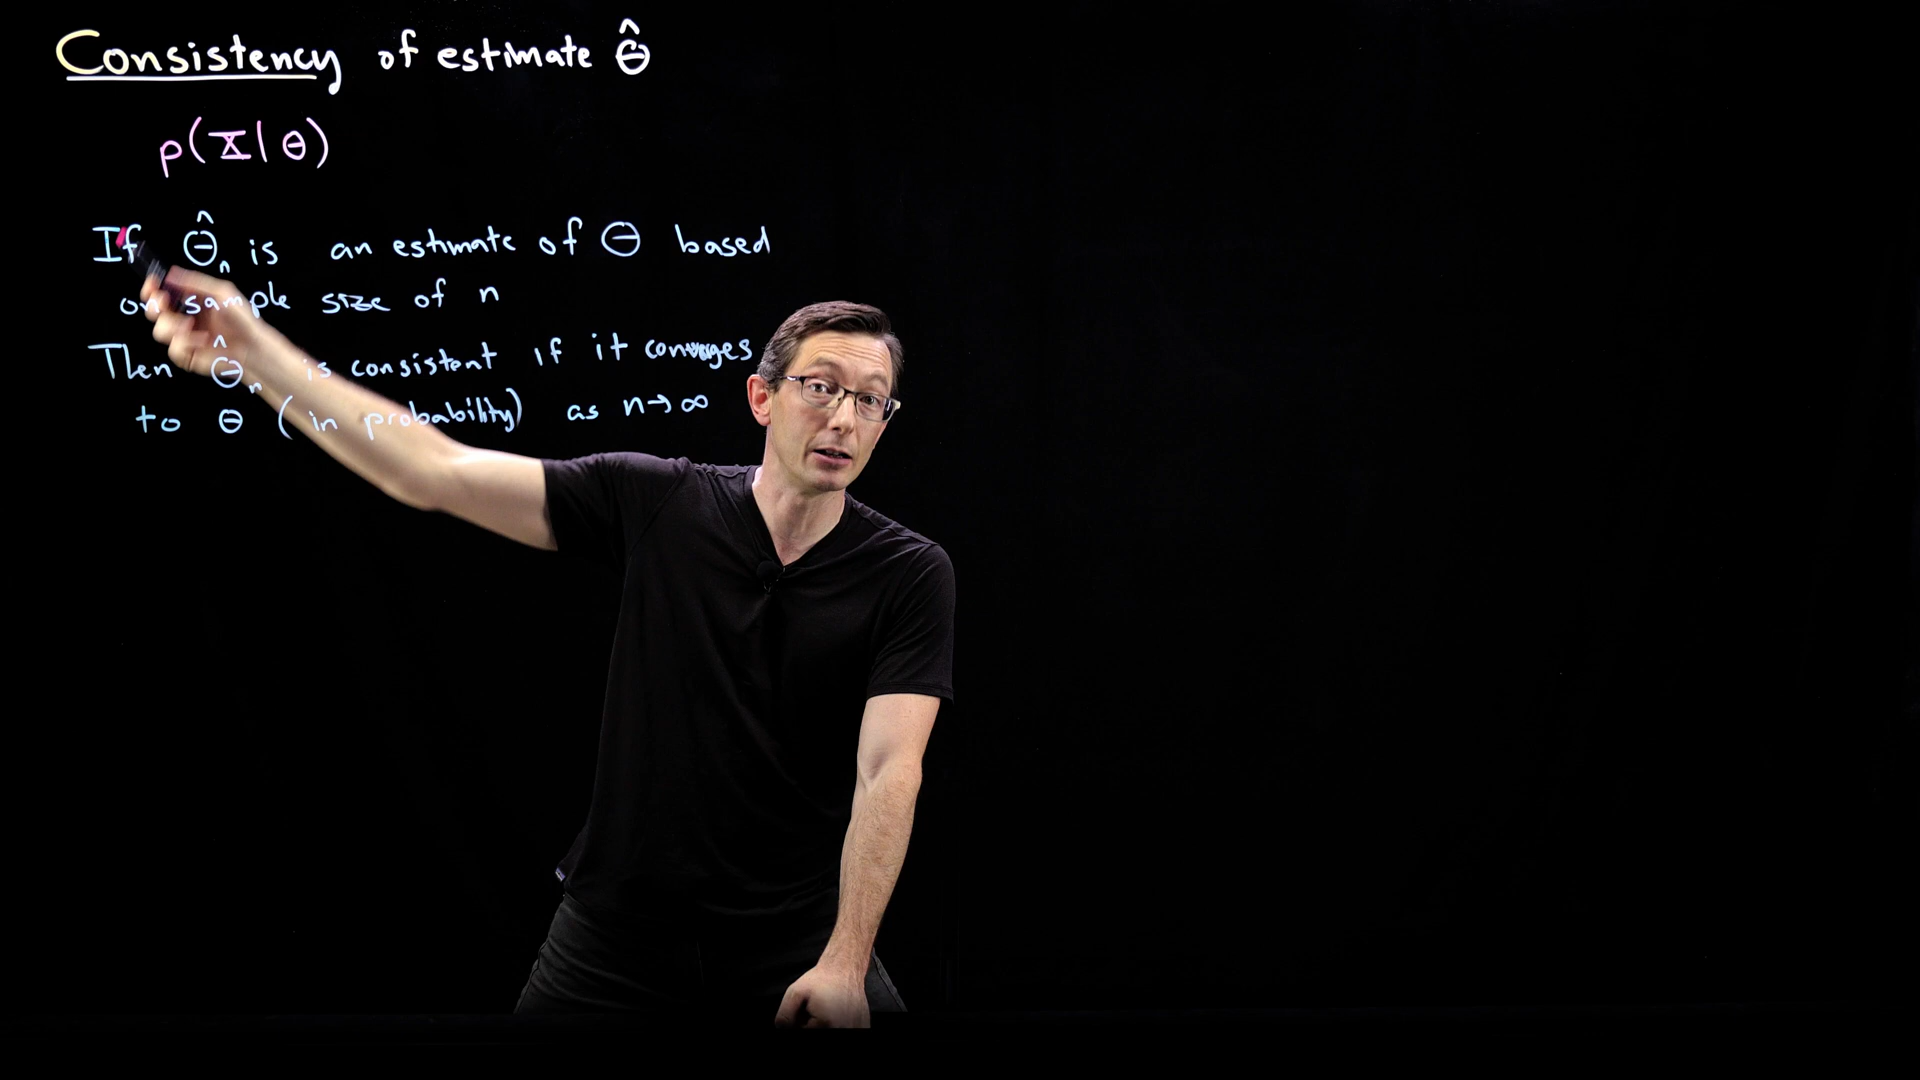 Consistency of estimate θ̂
p(X|θ)
If θ̂ₙ is an estimate of θ based
on sample size of n
Then θ̂ₙ is consistent if it converges
to θ (in probability) as n→∞